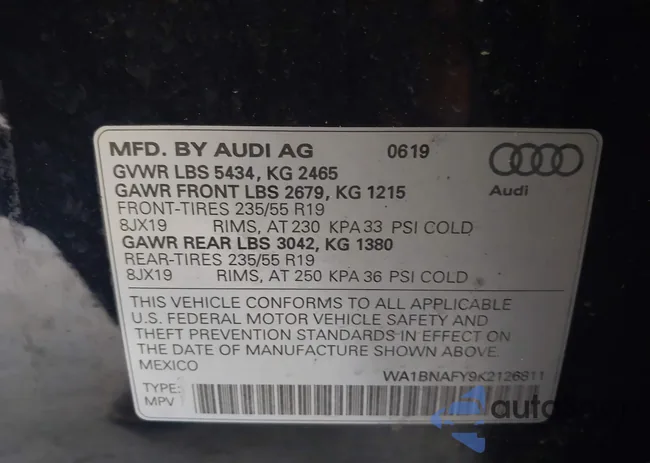 MFD. BY AUDI AG 0619
GVWR LBS 5434, KG 2465
GAWR FRONT LBS 2679, KG 1215
FRONT-TIRES 235/55 R19
8JX19 RIMS, AT 230 KPA 33 PSI COLD
GAWR REAR LBS 3042, KG 1380
REAR-TIRES 235/55 R19
8JX19 RIMS, AT 250 KPA 36 PSI COLD
Audi
THIS VEHICLE CONFORMS TO ALL APPLICABLE
U.S. FEDERAL MOTOR VEHICLE SAFETY AND
THEFT PREVENTION STANDARDS IN EFFECT ON
THE DATE OF MANUFACTURE SHOWN ABOVE.
MEXICO
WA1BNAFY9K2126811
TYPE:
MPV